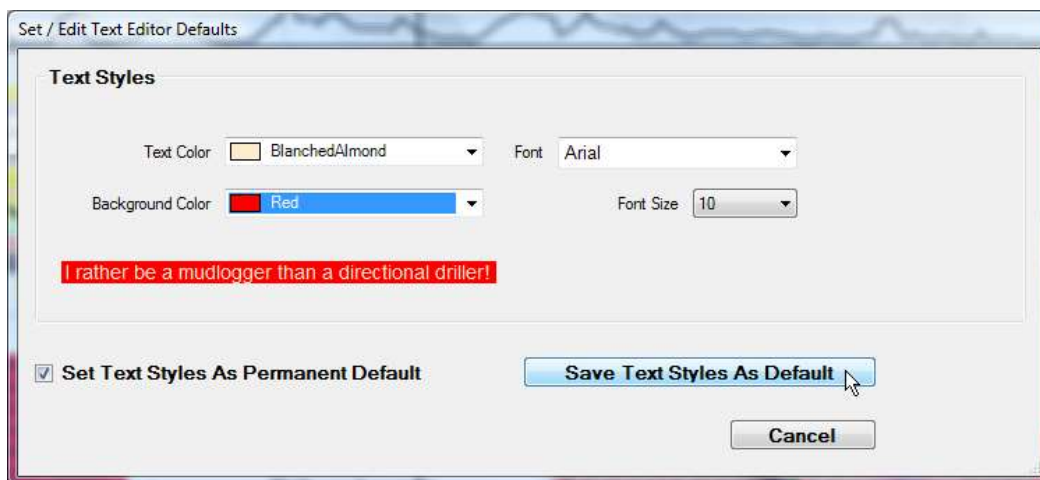 Set / Edit Text Editor Defaults
Text Styles
Text Color BlanchedAlmond Font Arial
Background Color Red Font Size 10
I rather be a mudlogger than a directional driller!
Set Text Styles As Permanent Default Save Text Styles As Default
Cancel